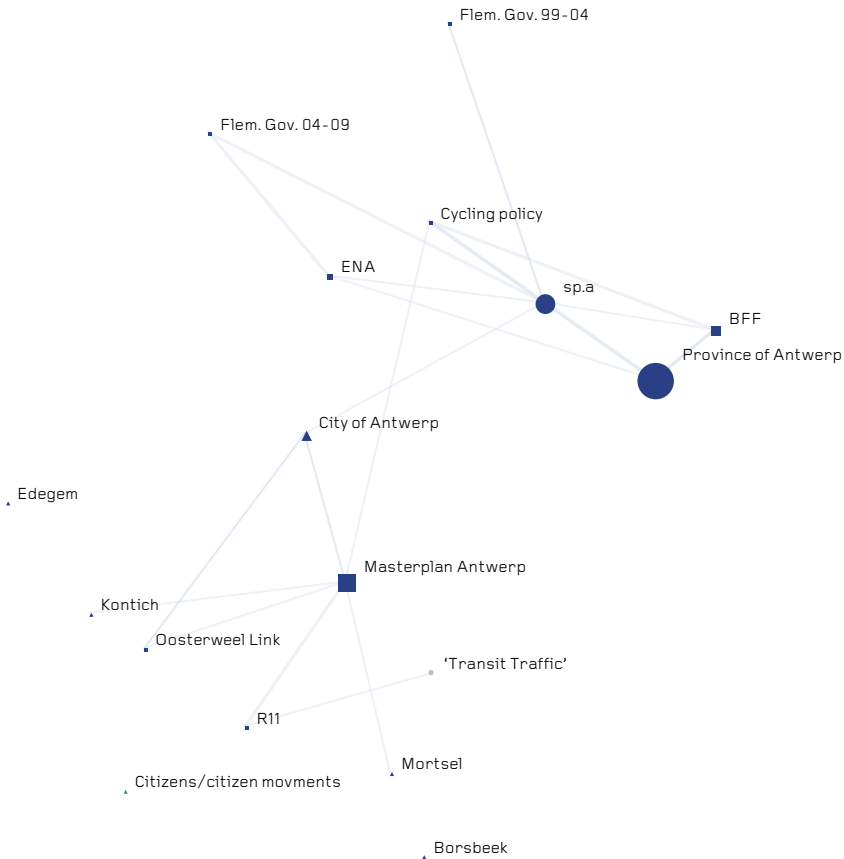 Flem. Gov. 99-04
Flem. Gov. 04-09
Cycling policy
ENA
sp.a
BFF
Province of Antwerp
City of Antwerp
Edegem
Masterplan Antwerp
Kontich
Oosterweel Link
‘Transit Traffic’
R11
Mortsel
Citizens/citizen movments
Borsbeek